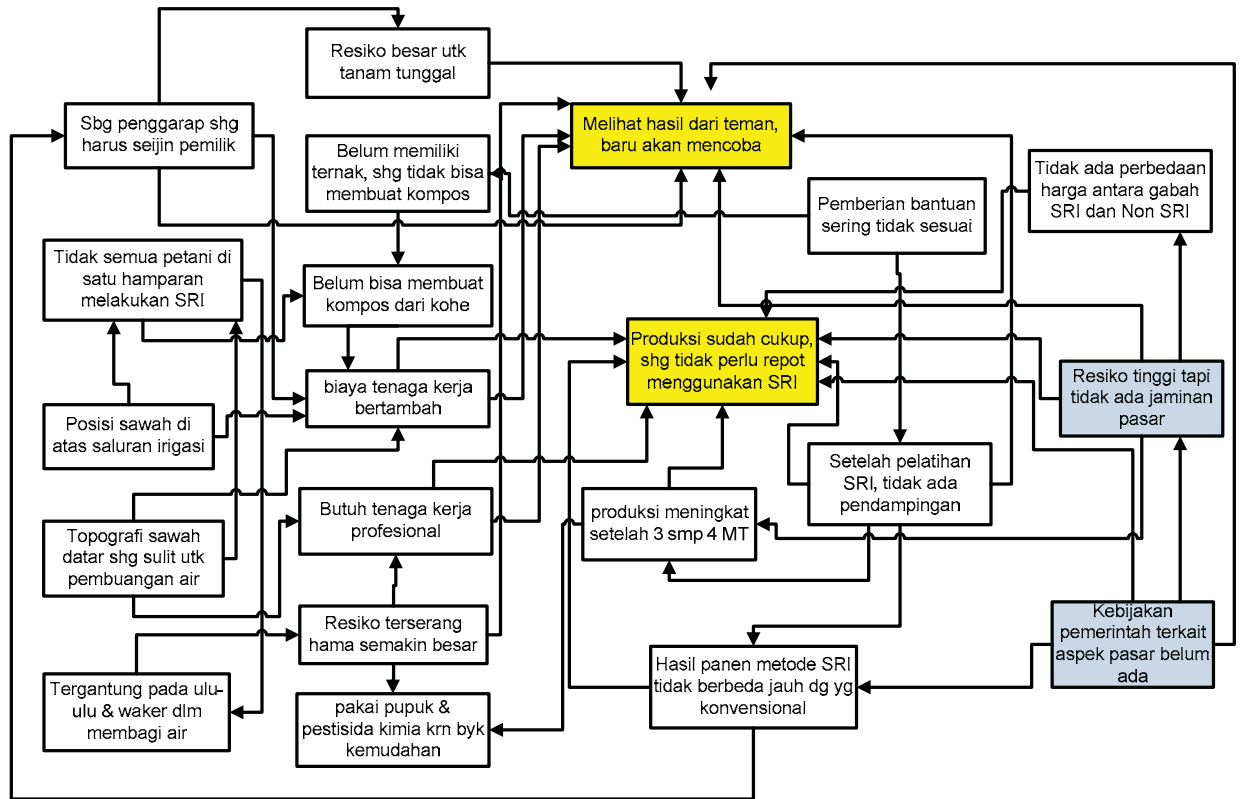 Resiko besar utk
tanam tunggal
Sbg penggarap shg
harus seijin pemilik
Melihat hasil dari teman,
baru akan mencoba
Belum memiliki
ternak, shg tidak bisa
membuat kompos
Tidak ada perbedaan
harga antara gabah
SRI dan Non SRI
Pemberian bantuan
sering tidak sesuai
Tidak semua petani di
satu hamparan
melakukan SRI
Belum bisa membuat
kompos dari kohe
Produksi sudah cukup,
shg tidak perlu repot
menggunakan SRI
Resiko tinggi tapi
tidak ada jaminan
pasar
biaya tenaga kerja
bertambah
Posisi sawah di
atas saluran irigasi
Setelah pelatihan
SRI, tidak ada
pendampingan
Butuh tenaga kerja
profesional
produksi meningkat
setelah 3 smp 4 MT
Topografi sawah
datar shg sulit utk
pembuangan air
Resiko terserang
hama semakin besar
Kebijakan
pemerintah terkait
aspek pasar belum
ada
Hasil panen metode SRI
tidak berbeda jauh dg yg
konvensional
Tergantung pada ulu-
ulu & waker dlm
membagi air
pakai pupuk &
pestisida kimia krn byk
kemudahan